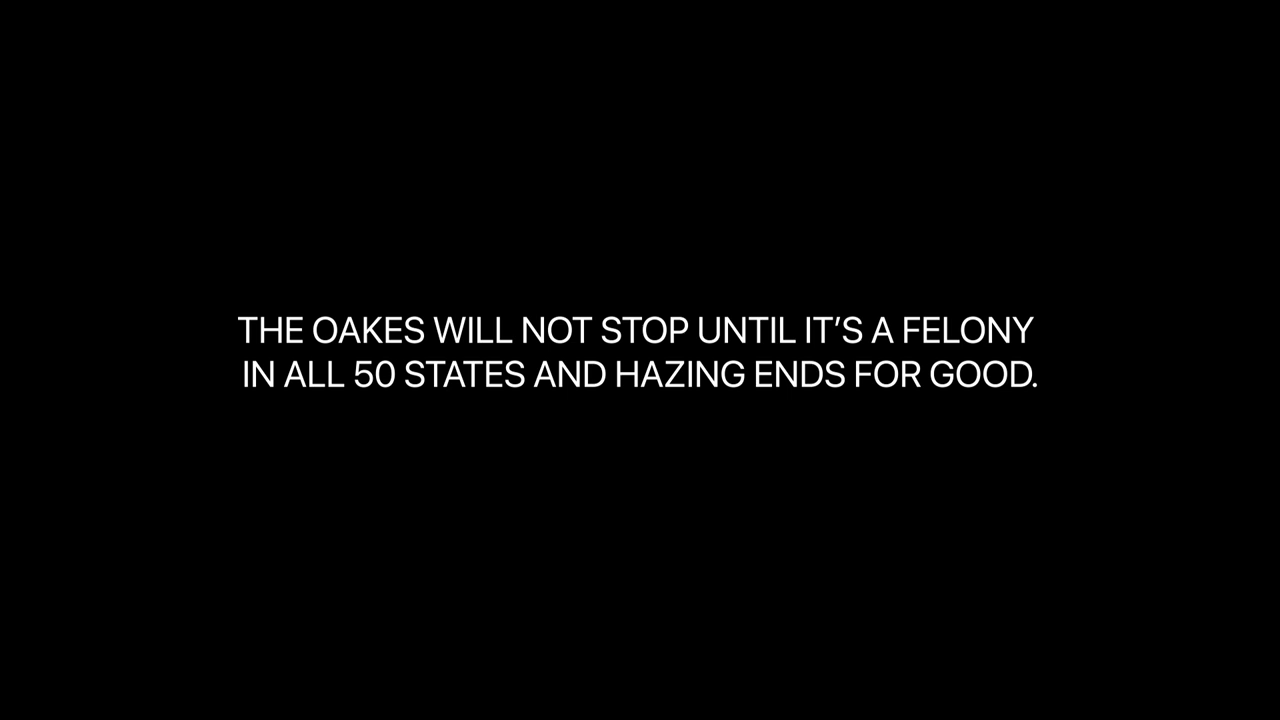 THE OAKES WILL NOT STOP UNTIL IT’S A FELONY
IN ALL 50 STATES AND HAZING ENDS FOR GOOD.